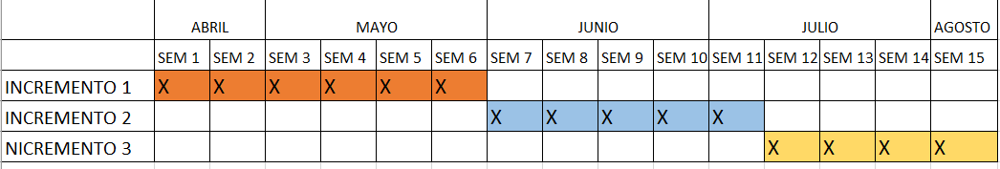 ABRIL MAYO JUNIO JULIO AGOSTO
SEM 1 SEM 2 SEM 3 SEM 4 SEM 5 SEM 6 SEM 7 SEM 8 SEM 9 SEM 10 SEM 11 SEM 12 SEM 13 SEM 14 SEM 15
INCREMENTO 1 X X X X X X
INCREMENTO 2 X X X X X
NICREMENTO 3 X X X X